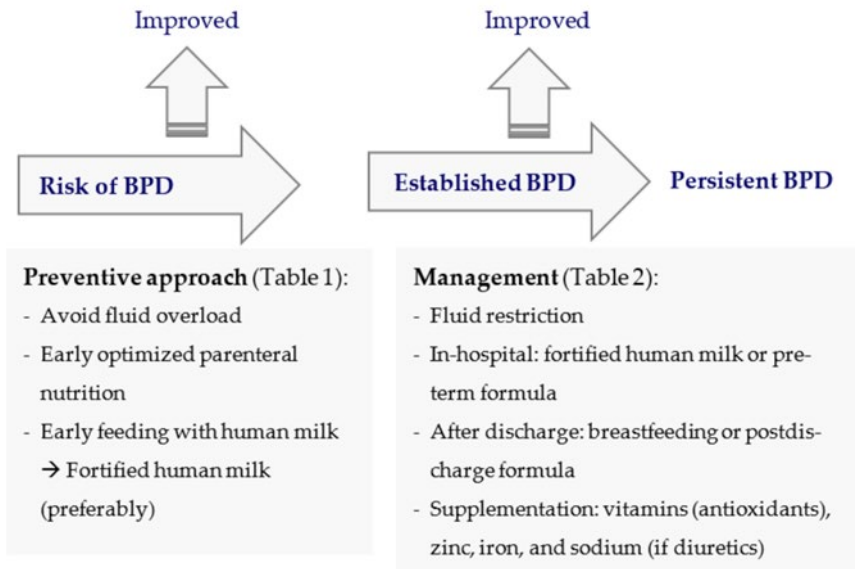 Improved
Improved
Risk of BPD
Established BPD
Persistent BPD
Preventive approach (Table 1):
- Avoid fluid overload
- Early optimized parenteral
nutrition
- Early feeding with human milk
→ Fortified human milk
(preferably)
Management (Table 2):
- Fluid restriction
- In-hospital: fortified human milk or pre-
term formula
- After discharge: breastfeeding or postdis-
charge formula
- Supplementation: vitamins (antioxidants),
zinc, iron, and sodium (if diuretics)